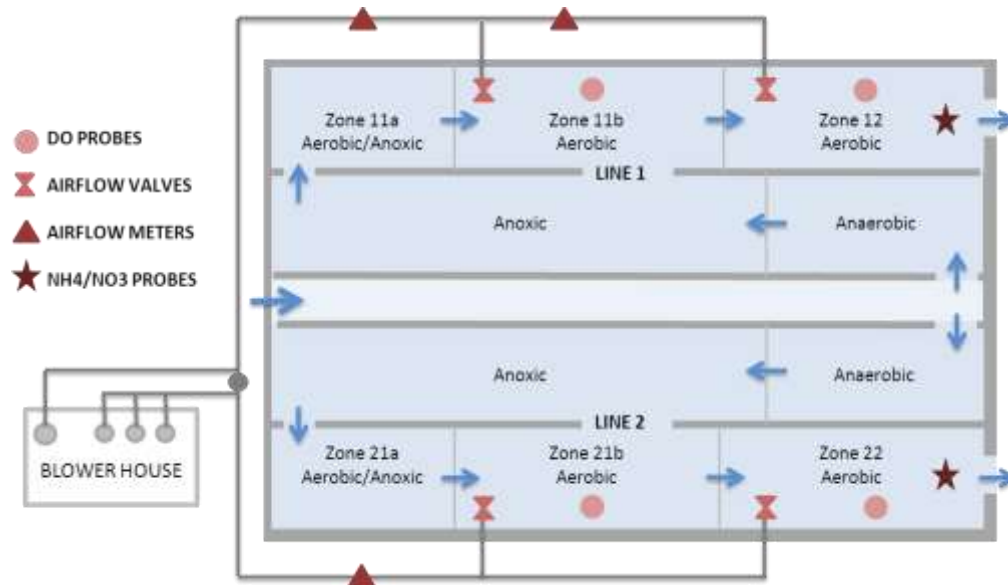 DO PROBES
AIRFLOW VALVES
AIRFLOW METERS
NH4/NO3 PROBES
BLOWER HOUSE
Zone 11a
Aerobic/Anoxic
Zone 11b
Aerobic
Zone 12
Aerobic
LINE 1
Anoxic
Anaerobic
Anoxic
Anaerobic
LINE 2
Zone 21a
Aerobic/Anoxic
Zone 21b
Aerobic
Zone 22
Aerobic